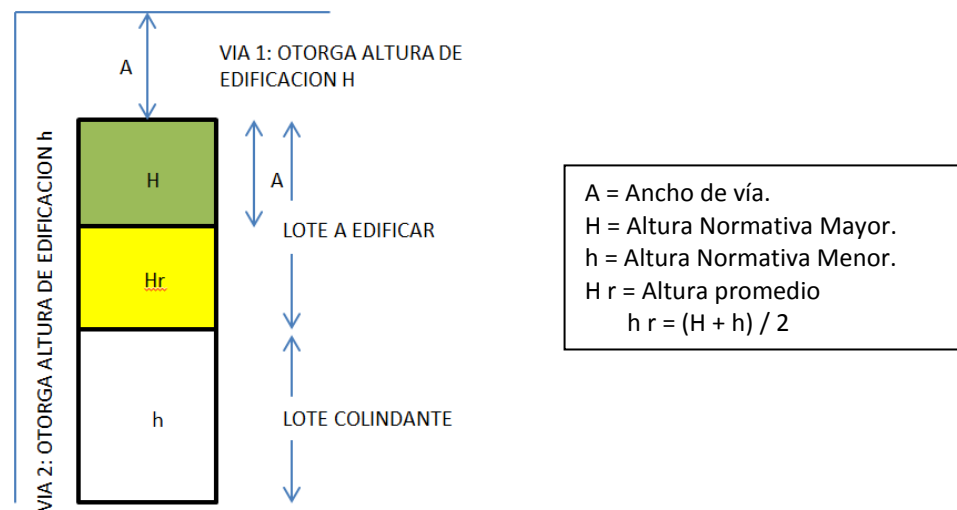 VIA 1: OTORGA ALTURA DE
EDIFICACION H
A
VIA 2: OTORGA ALTURA DE EDIFICACION h
H
A
LOTE A EDIFICAR
Hr
h
LOTE COLINDANTE
A = Ancho de vía.
H = Altura Normativa Mayor.
h = Altura Normativa Menor.
H r = Altura promedio
h r = (H + h) / 2